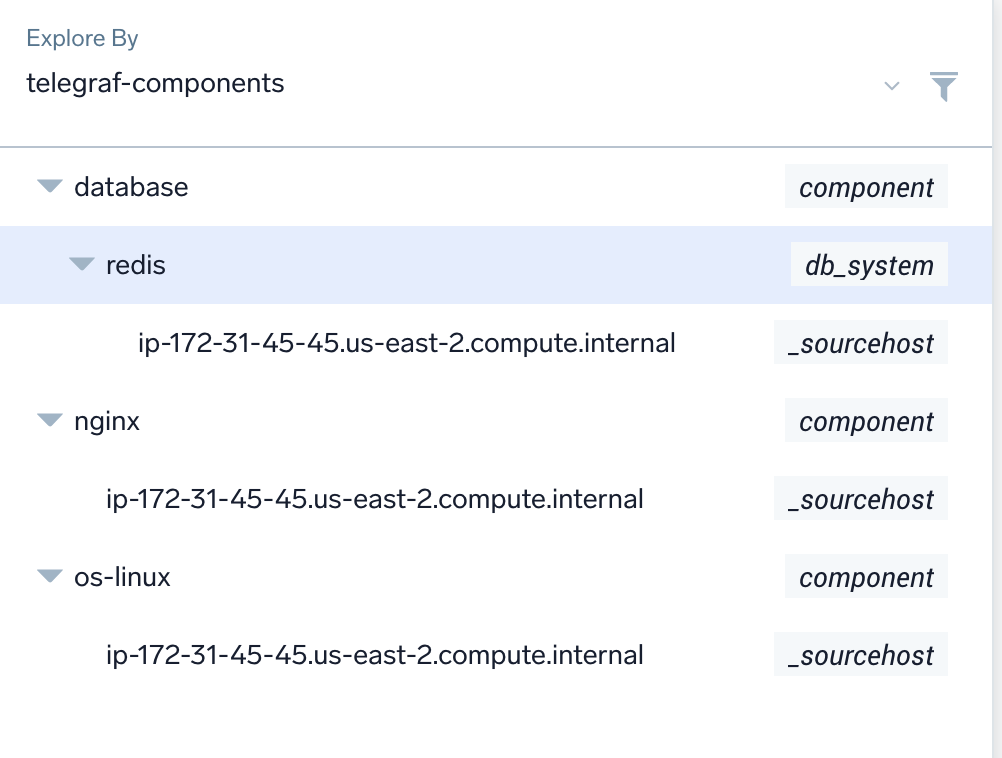 Explore By
telegraf-components
database component
redis db_system
ip-172-31-45-45.us-east-2.compute.internal _sourcehost
nginx component
ip-172-31-45-45.us-east-2.compute.internal _sourcehost
os-linux component
ip-172-31-45-45.us-east-2.compute.internal _sourcehost